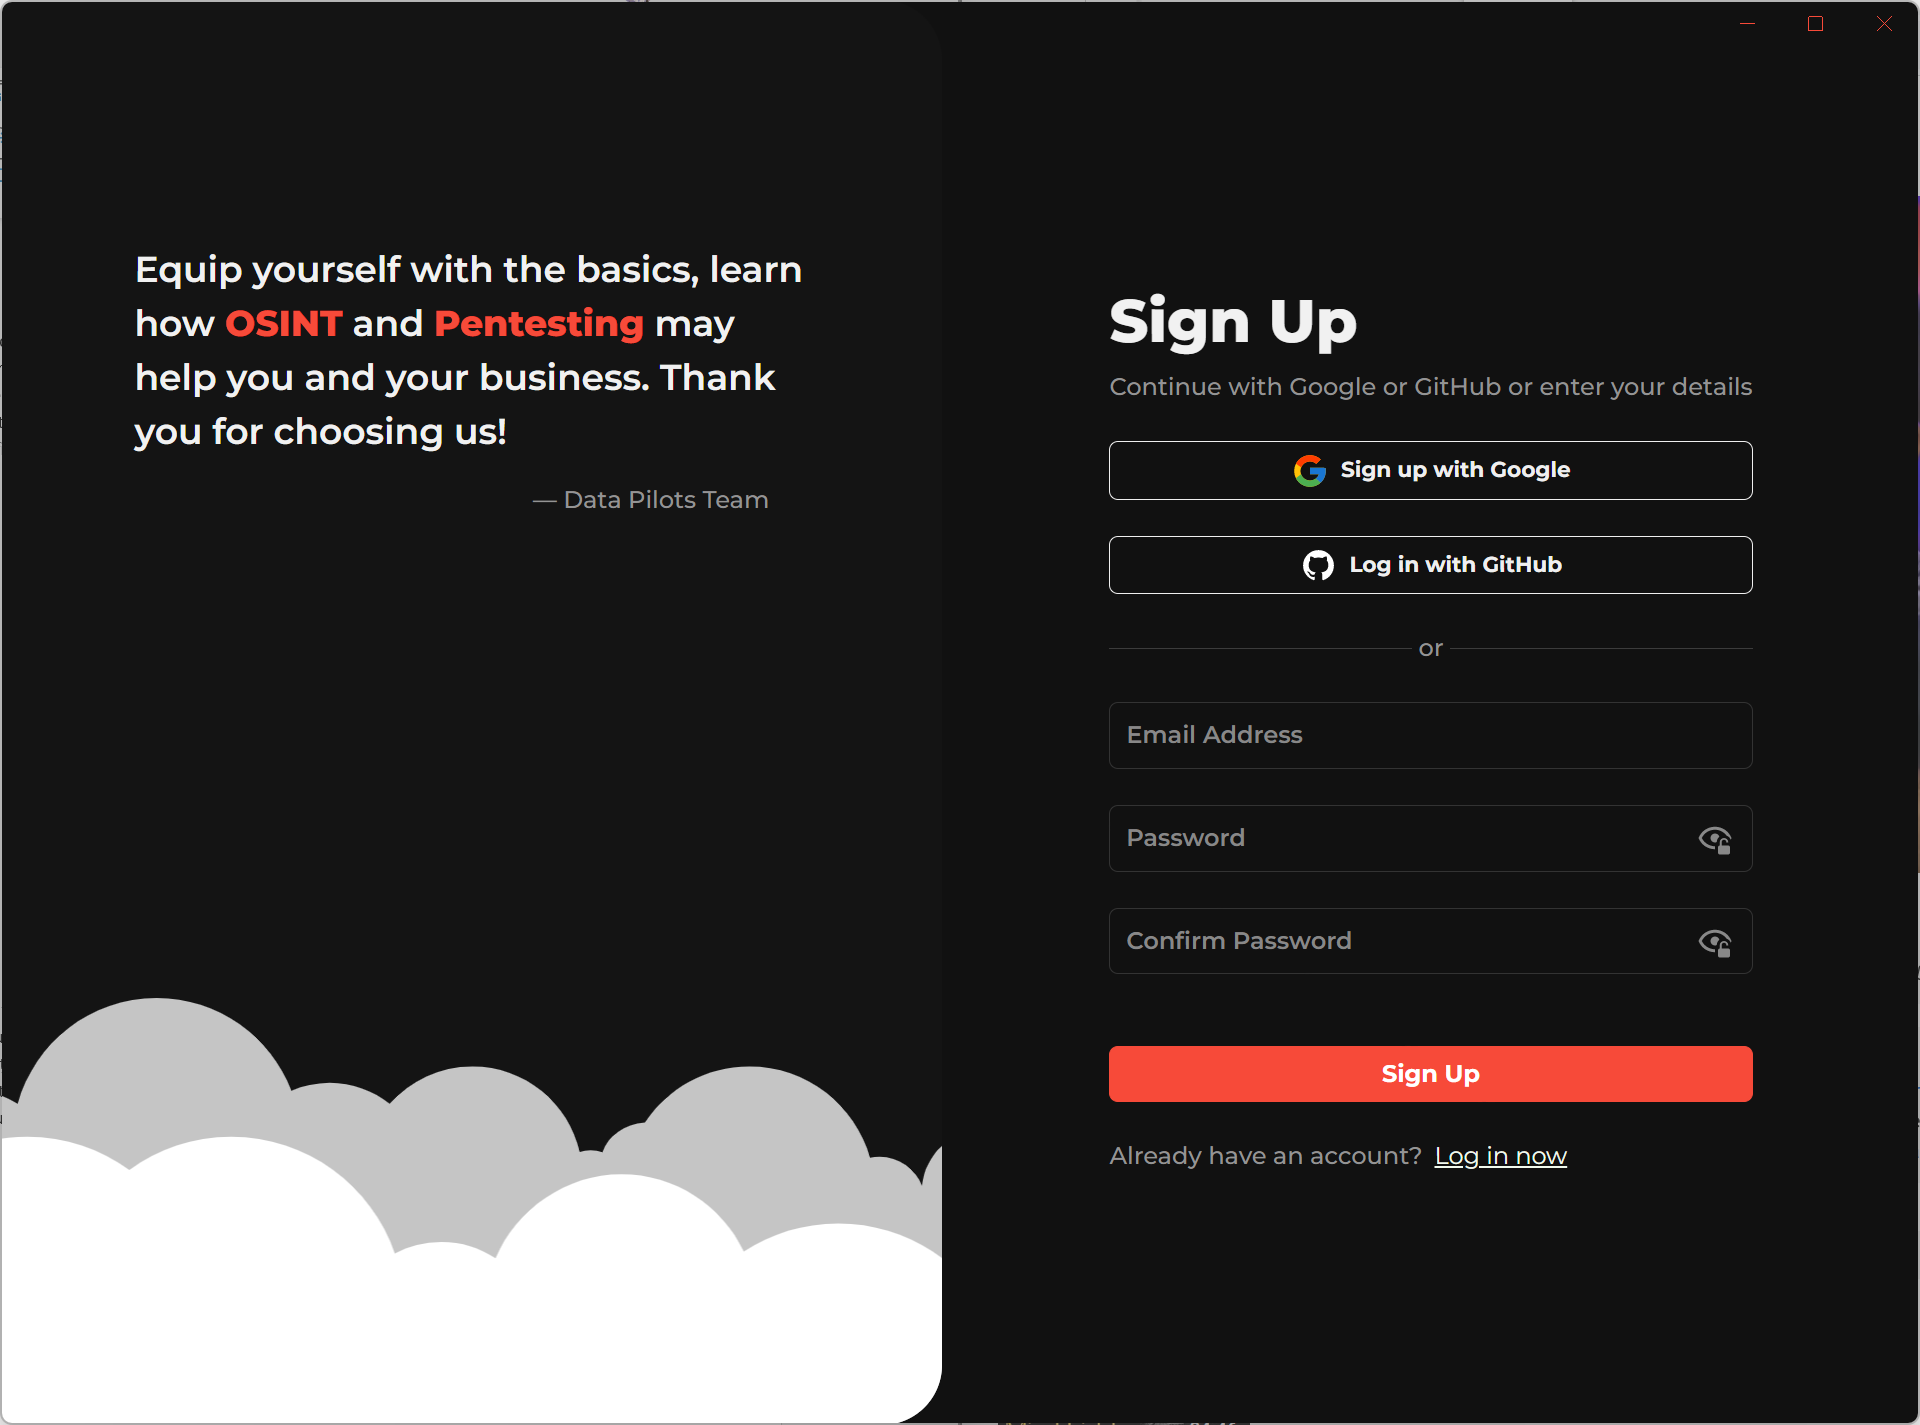 Equip yourself with the basics, learn
how OSINT and Pentesting may
help you and your business. Thank
you for choosing us!
— Data Pilots Team
Sign Up
Continue with Google or GitHub or enter your details
Sign up with Google
Log in with GitHub
or
Email Address
Password
Confirm Password
Sign Up
Already have an account? Log in now